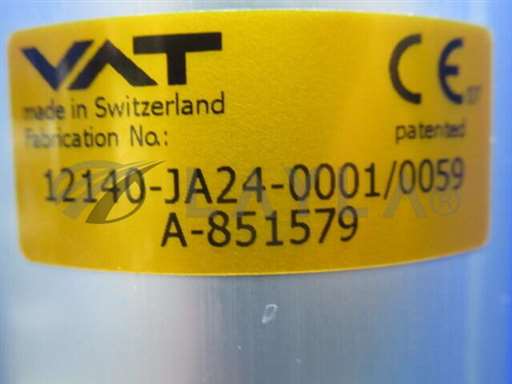 VAT
made in Switzerland
Fabrication No.:
12140-JA24-0001/0059
A-851579
CE
patented